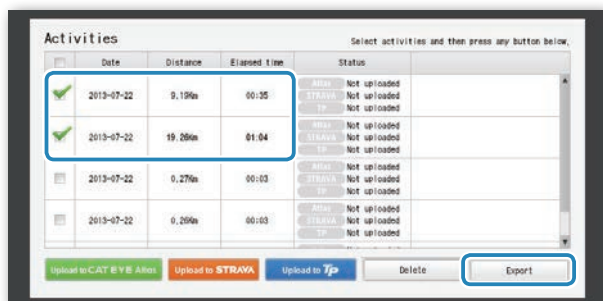 Activities
Select activities and then press any button below.
Date Distance Elapsed time Status
2013-07-22 9.19Km 00:35
Atlas Not uploaded
STRAVA Not uploaded
TP Not uploaded
2013-07-22 19.26Km 01:04
Atlas Not uploaded
STRAVA Not uploaded
TP Not uploaded
2013-07-22 0.27Km 00:03
Atlas Not uploaded
STRAVA Not uploaded
TP Not uploaded
2013-07-22 0.26Km 00:03
Atlas Not uploaded
STRAVA Not uploaded
TP Not uploaded
Upload to CATEYE Atlas Upload to STRAVA Upload to TP Delete Export